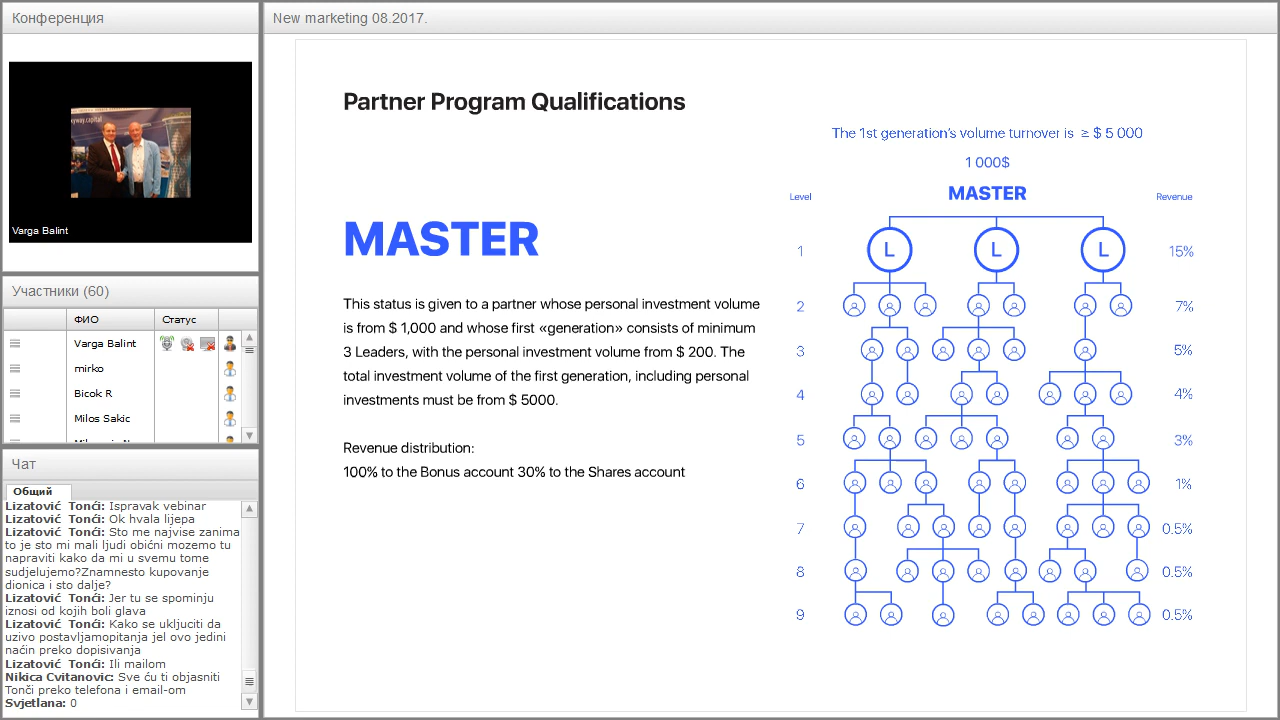 Конференция
skyway.capital
Varga Balint
Участники (60)
ФИО
Статус
Varga Balint
mirko
Bicok R
Milos Sakic
Чат
Общий
Lizatović Tonći: Ispravak vebinar
Lizatović Tonći: Ok hvala lijepa
Lizatović Tonći: Sto me najvise zanima
to je sto mi mali ljudi obićni mozemo tu
napraviti kako da mi u svemu tome
sudjelujemo?Znamnesto kupovanje
dionica i sto dalje?
Lizatović Tonći: Jer tu se spominju
iznosi od kojih boli glava
Lizatović Tonći: Kako se ukljuciti da
uzivo postavljamopitanja jel ovo jedini
naćin preko dopisivanja
Lizatović Tonći: Ili mailom
Nikica Cvitanovic: Sve ću ti objasniti
Tonči preko telefona i email-om
Svjetlana: 0
New marketing 08.2017.
Partner Program Qualifications
MASTER
This status is given to a partner whose personal investment volume
is from $ 1,000 and whose first «generation» consists of minimum
3 Leaders, with the personal investment volume from $ 200. The
total investment volume of the first generation, including personal
investments must be from $ 5000.
Revenue distribution:
100% to the Bonus account 30% to the Shares account
The 1st generation's volume turnover is ≥ $ 5 000
1 000$
Level MASTER Revenue
1 L L L 15%
2 7%
3 5%
4 4%
5 3%
6 1%
7 0.5%
8 0.5%
9 0.5%